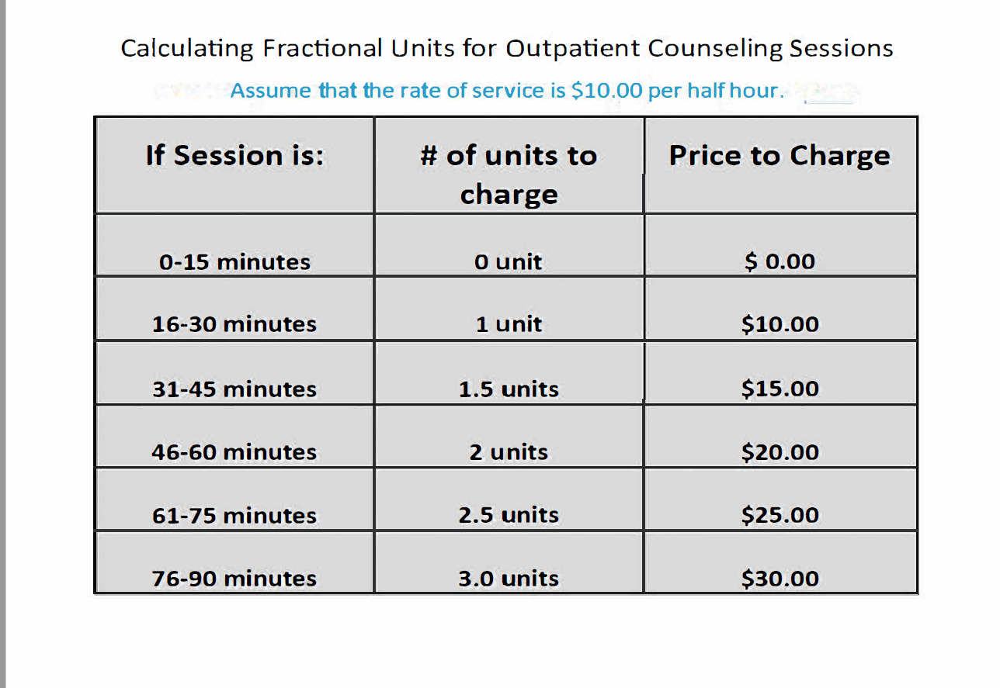 Calculating Fractional Units for Outpatient Counseling Sessions
Assume that the rate of service is $10.00 per half hour.
If Session is: # of units to charge Price to Charge
0-15 minutes 0 unit $ 0.00
16-30 minutes 1 unit $10.00
31-45 minutes 1.5 units $15.00
46-60 minutes 2 units $20.00
61-75 minutes 2.5 units $25.00
76-90 minutes 3.0 units $30.00